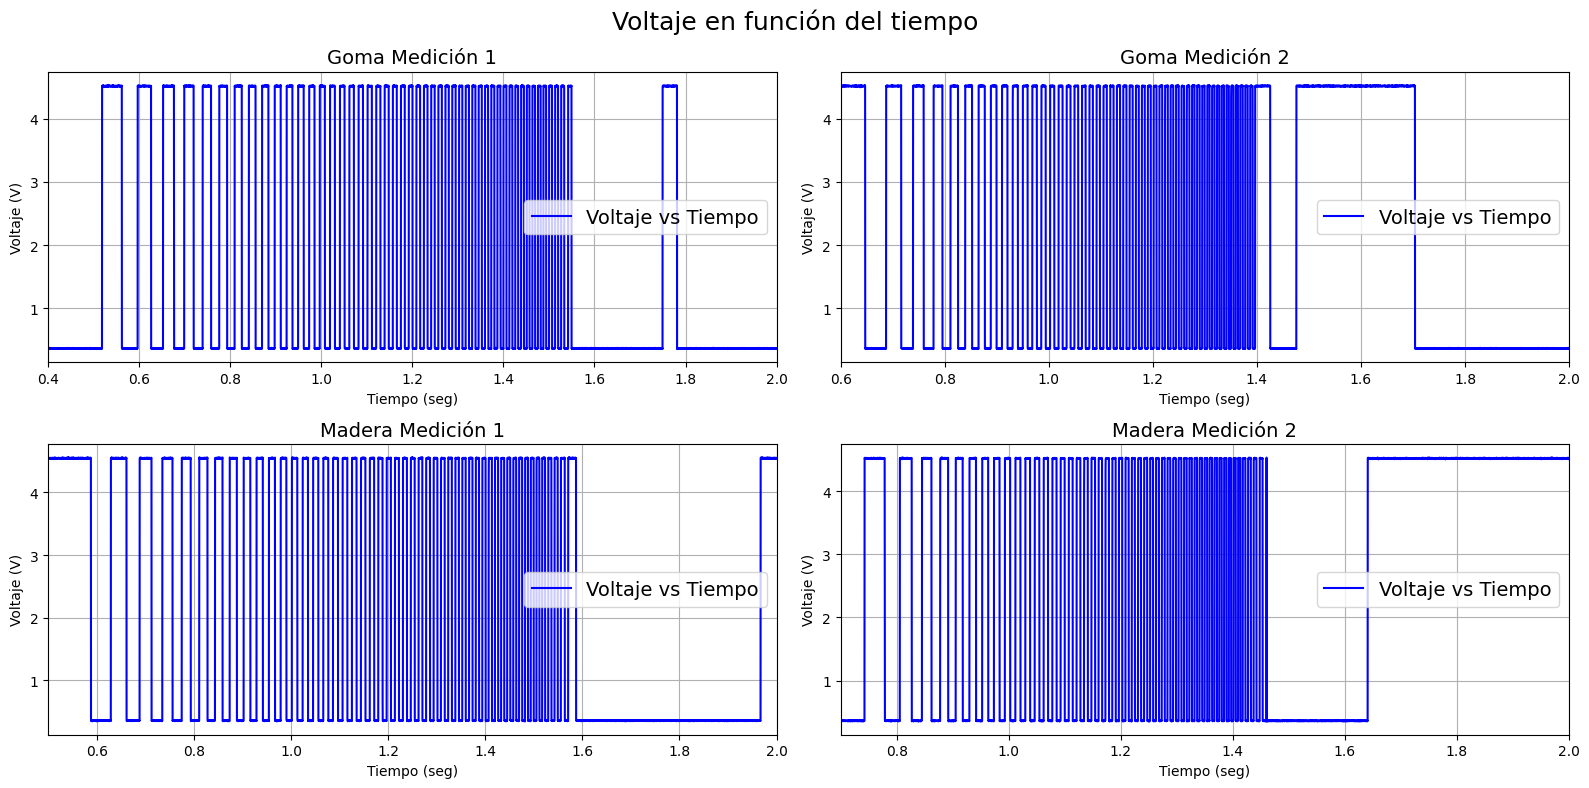 Voltaje en función del tiempo
Goma Medición 1
Voltaje (V)
4
3
2
1
Voltaje vs Tiempo
0.4 0.6 0.8 1.0 1.2 1.4 1.6 1.8 2.0
Tiempo (seg)
Goma Medición 2
Voltaje (V)
4
3
2
1
Voltaje vs Tiempo
0.6 0.8 1.0 1.2 1.4 1.6 1.8 2.0
Tiempo (seg)
Madera Medición 1
Voltaje (V)
4
3
2
1
Voltaje vs Tiempo
0.6 0.8 1.0 1.2 1.4 1.6 1.8 2.0
Tiempo (seg)
Madera Medición 2
Voltaje (V)
4
3
2
1
Voltaje vs Tiempo
0.8 1.0 1.2 1.4 1.6 1.8 2.0
Tiempo (seg)